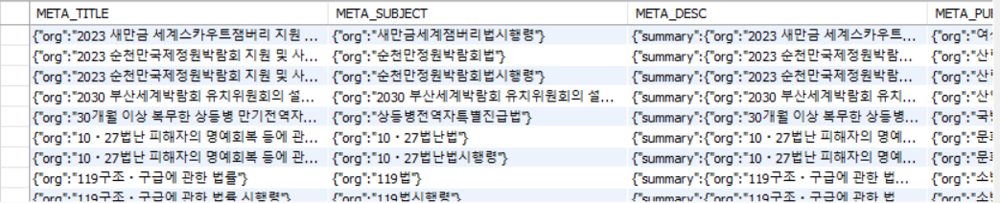 META_TITLE META_SUBJECT META_DESC META_PU
{"org":"2023 새만금 세계스카우트잼버리 지원 ... {"org":"새만금세계잼버리법시행령"} {"summary":{"org":"2023 새만금 세계스카우트... {"org":"여
{"org":"2023 순천만국제정원박람회 지원 및 사... {"org":"순천만정원박람회법"} {"summary":{"org":"2023 순천만국제정원박람... {"org":"산
{"org":"2023 순천만국제정원박람회 지원 및 사... {"org":"순천만정원박람회법시행령"} {"summary":{"org":"2023 순천만국제정원박람... {"org":"산
{"org":"2030 부산세계박람회 유치위원회의 설... {"org":"2030 부산세계박람회 유치위원회의 설... {"summary":{"org":"2030 부산세계박람회 유치... {"org":"산
{"org":"30개월 이상 복무한 상등병 만기전역자... {"org":"상등병전역자특별진급법"} {"summary":{"org":"30개월 이상 복무한 상등병... {"org":"국
{"org":"10・27법난 피해자의 명예회복 등에 관... {"org":"10・27법난법"} {"summary":{"org":"10・27법난 피해자의 명예... {"org":"문
{"org":"10・27법난 피해자의 명예회복 등에 관... {"org":"10・27법난법시행령"} {"summary":{"org":"10・27법난 피해자의 명예... {"org":"문
{"org":"119구조・구급에 관한 법률"} {"org":"119법"} {"summary":{"org":"119구조・구급에 관한 법... {"org":"소
{"org":"119구조・구급에 관한 법률 시행령"} {"org":"119법시행령"} {"summary":{"org":"119구조・구급에 관한 법 {"org":"소